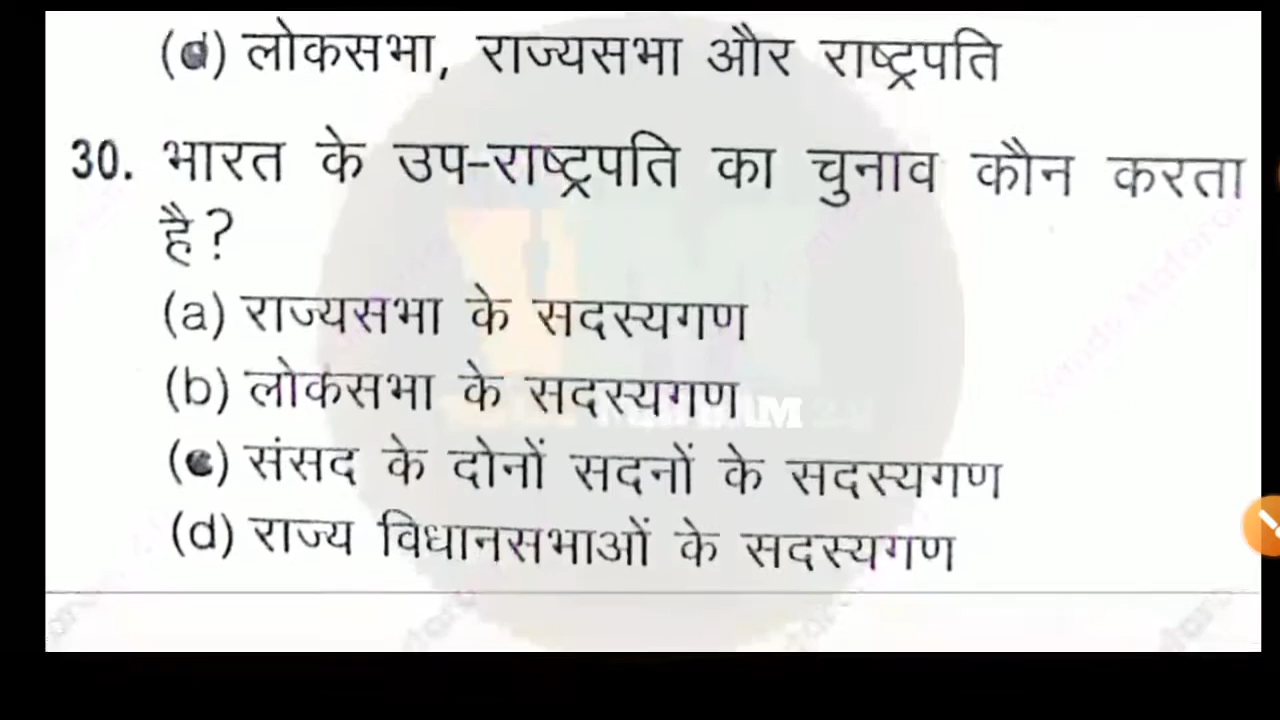 (d) लोकसभा, राज्यसभा और राष्ट्रपति
30. भारत के उप-राष्ट्रपति का चुनाव कौन करता
है?
(a) राज्यसभा के सदस्यगण
(b) लोकसभा के सदस्यगण
(c) संसद के दोनों सदनों के सदस्यगण
(d) राज्य विधानसभाओं के सदस्यगण